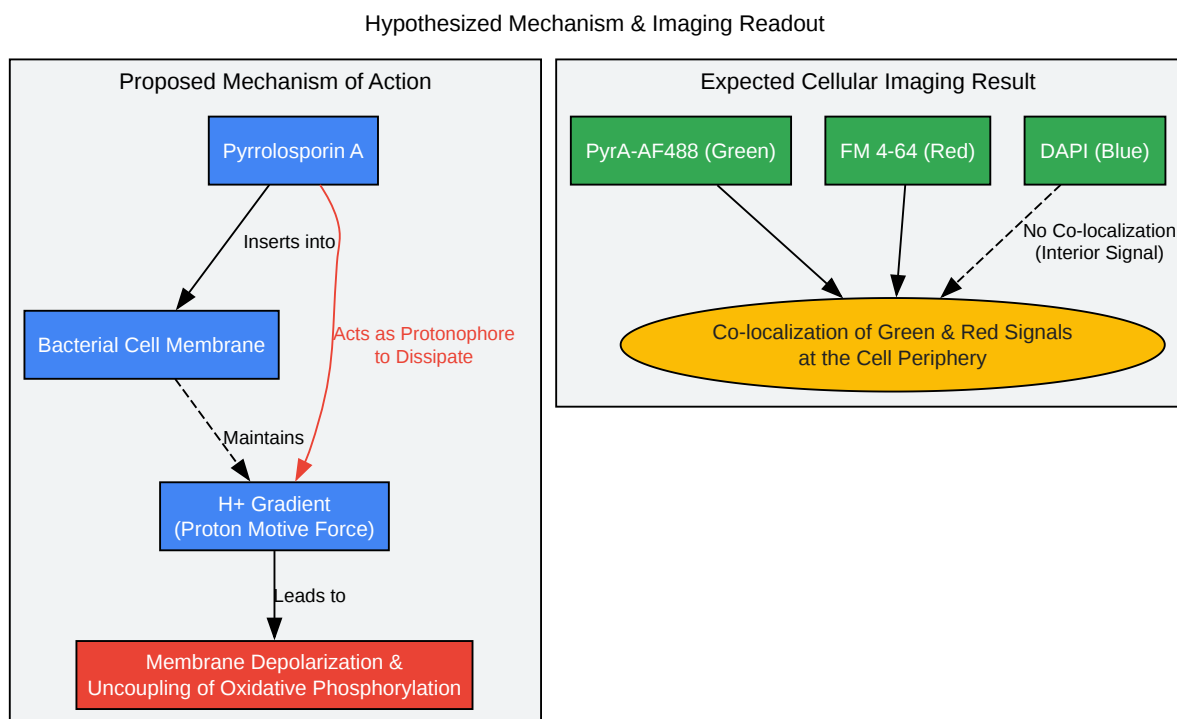 Hypothesized Mechanism & Imaging Readout
Proposed Mechanism of Action
Pyrrolosporin A
Inserts into
Bacterial Cell Membrane
Acts as Protonophore
to Dissipate
Maintains
H+ Gradient
(Proton Motive Force)
Leads to
Membrane Depolarization &
Uncoupling of Oxidative Phosphorylation
Expected Cellular Imaging Result
PyrA-AF488 (Green)
FM 4-64 (Red)
DAPI (Blue)
No Co-localization
(Interior Signal)
Co-localization of Green & Red Signals
at the Cell Periphery